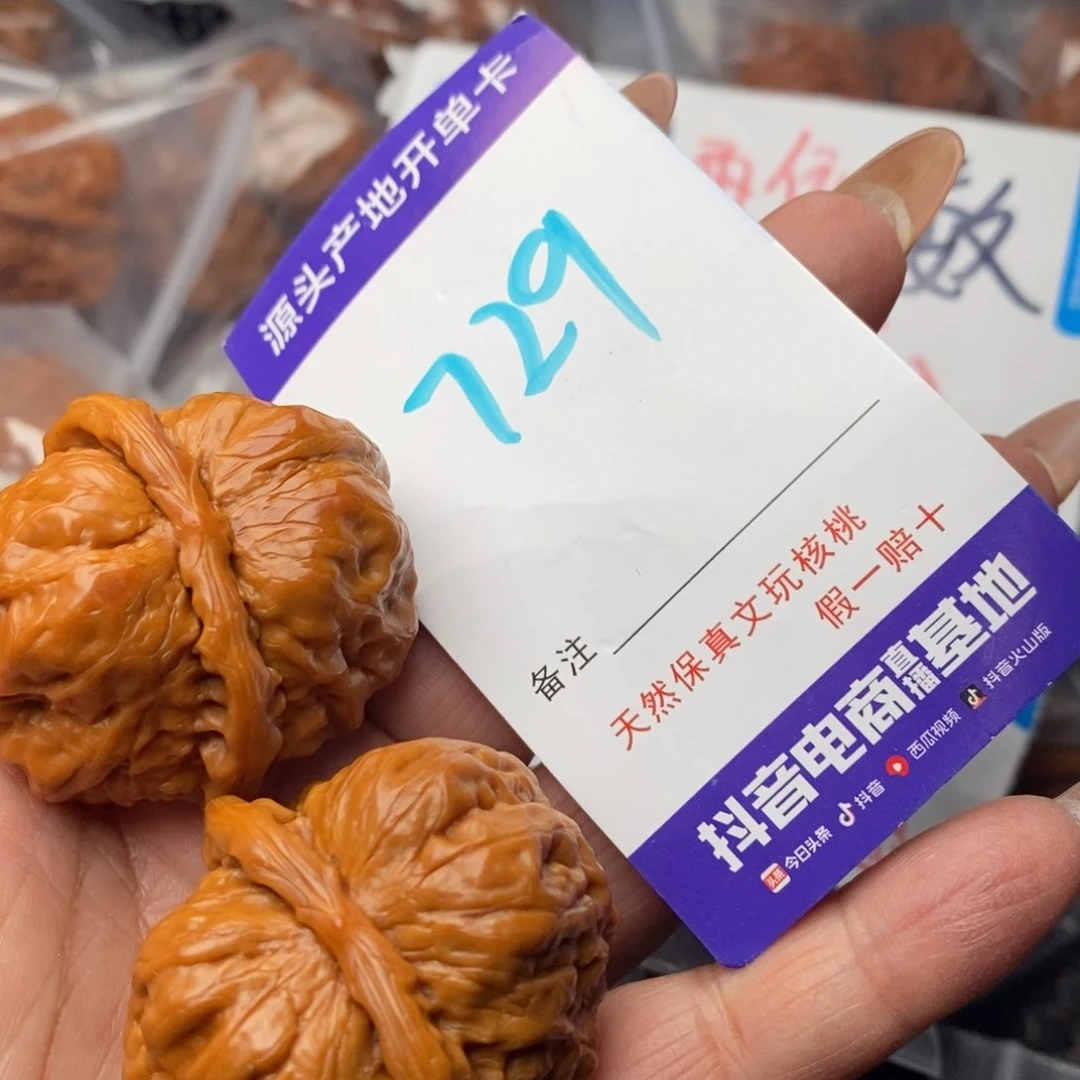 源头产地开单卡
729
备注
天然保真文玩核桃
假一赔十
抖音电商直播基地
头条 今日头条 抖音 西瓜视频 抖音火山版